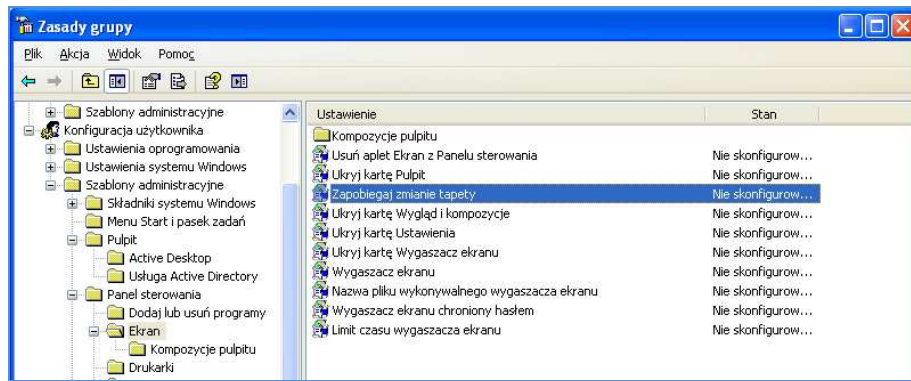 Zasady grupy
Plik Akcja Widok Pomoc
Szablony administracyjne
Konfiguracja użytkownika
Ustawienia oprogramowania
Ustawienia systemu Windows
Szablony administracyjne
Składniki systemu Windows
Menu Start i pasek zadań
Pulpit
Active Desktop
Usługa Active Directory
Panel sterowania
Dodaj lub usuń programy
Ekran
Kompozycje pulpitu
Drukarki
Ustawienie Stan
Kompozycje pulpitu
Usuń aplet Ekran z Panelu sterowania Nie skonfigurow...
Ukryj kartę Pulpit Nie skonfigurow...
Zapobiegaj zmianie tapety Nie skonfigurow...
Ukryj kartę Wygląd i kompozycje Nie skonfigurow...
Ukryj kartę Ustawienia Nie skonfigurow...
Ukryj kartę Wygaszacz ekranu Nie skonfigurow...
Wygaszacz ekranu Nie skonfigurow...
Nazwa pliku wykonywalnego wygaszacza ekranu Nie skonfigurow...
Wygaszacz ekranu chroniony hasłem Nie skonfigurow...
Limit czasu wygaszacza ekranu Nie skonfigurow...